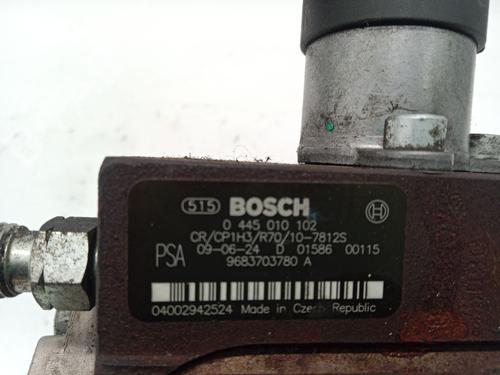 515 BOSCH
0 445 010 102
CR/CP1H3/R70/10-7812S
PSA 09-06-24 D 01586 00115
9683703780 A
04002942524 Made in Czech Republic